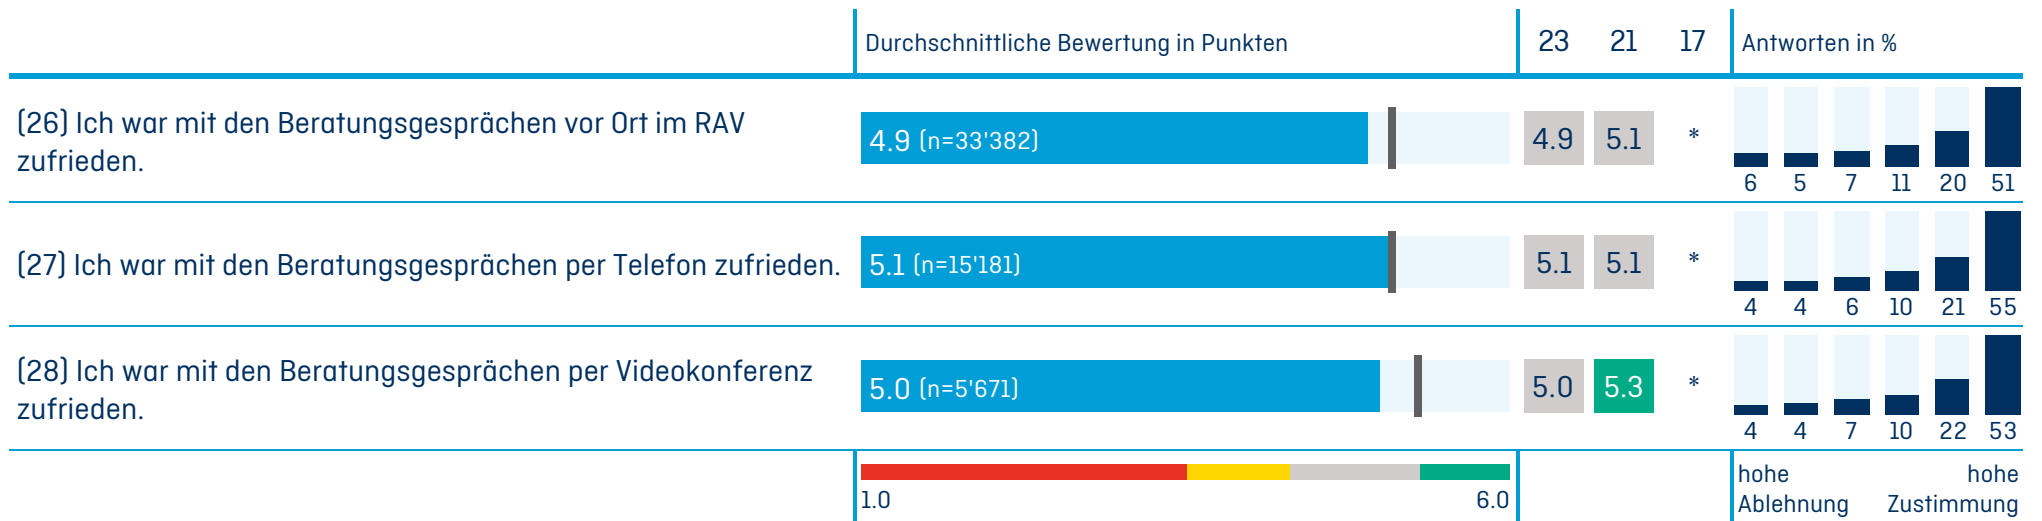 Durchschnittliche Bewertung in Punkten 23 21 17 Antworten in %
(26) Ich war mit den Beratungsgesprächen vor Ort im RAV
zufrieden.
4.9 (n=33'382) 4.9 5.1 *
6 5 7 11 20 51
(27) Ich war mit den Beratungsgesprächen per Telefon zufrieden.
5.1 (n=15'181) 5.1 5.1 *
4 4 6 10 21 55
(28) Ich war mit den Beratungsgesprächen per Videokonferenz
zufrieden.
5.0 (n=5'671) 5.0 5.3 *
4 4 7 10 22 53
1.0 6.0
hohe
Ablehnung
hohe
Zustimmung